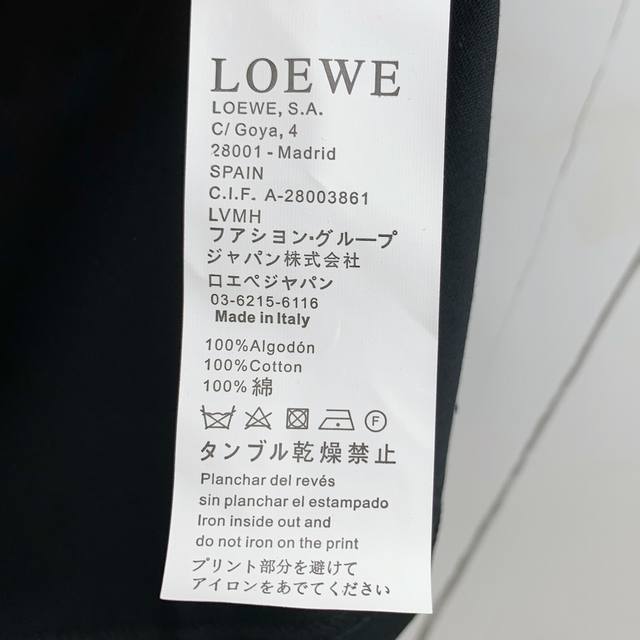 LOEWE
LOEWE, S.A.
C/ Goya, 4
28001 - Madrid
SPAIN
C.I.F. A-28003861
LVMH
フアシヨン・グループ
ジャパン株式会社
ロエペジャパン
03-6215-6116
Made in Italy
100%Algodón
100%Cotton
100%綿
F
タンブル乾燥禁止
Planchar del revés
sin planchar el estampado
Iron inside out and
do not iron on the print
プリント部分を避けて
アイロンをあでてください